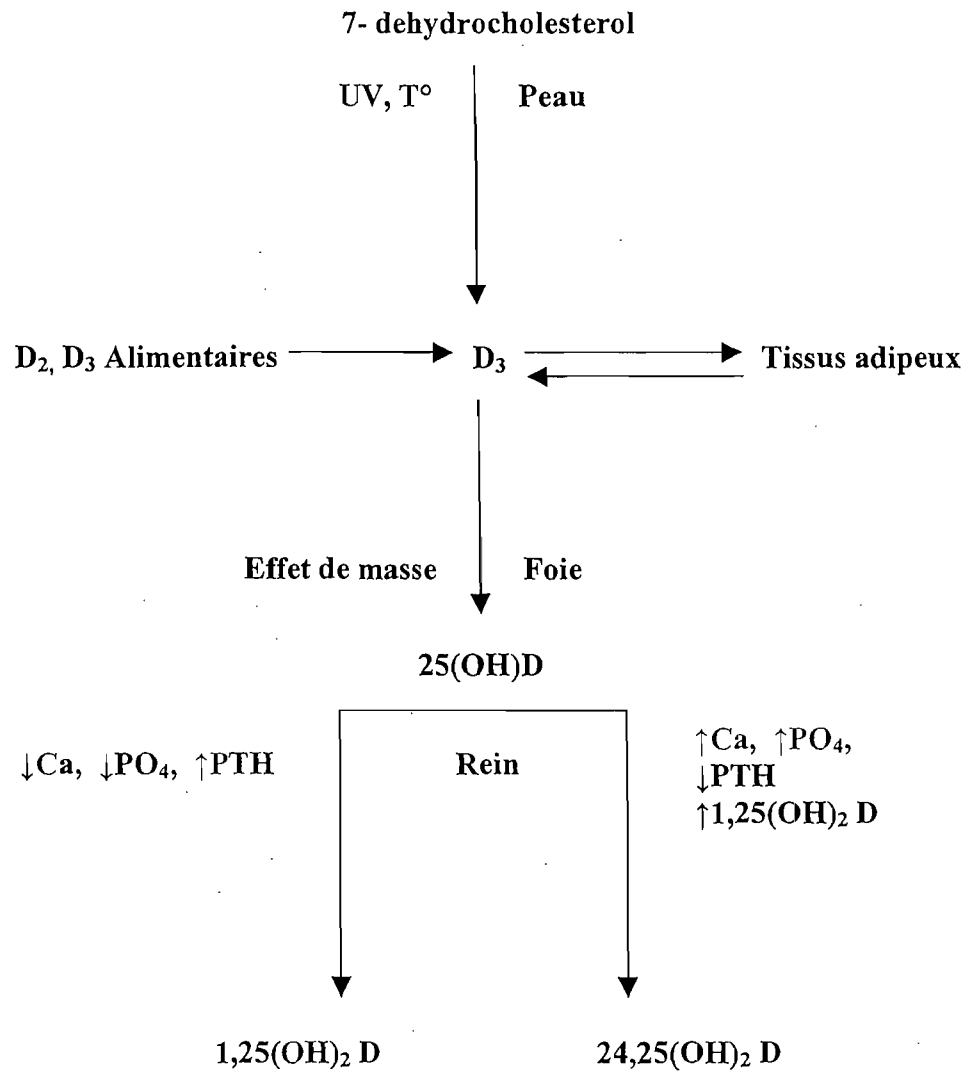 7- dehydrocholesterol
UV, T° Peau
D₂, D₃ Alimentaires D₃ Tissus adipeux
Effet de masse Foie
25(OH)D
↓Ca, ↓PO₄, ↑PTH Rein ↑Ca, ↑PO₄,
↓PTH
↑1,25(OH)₂ D
1,25(OH)₂ D 24,25(OH)₂ D